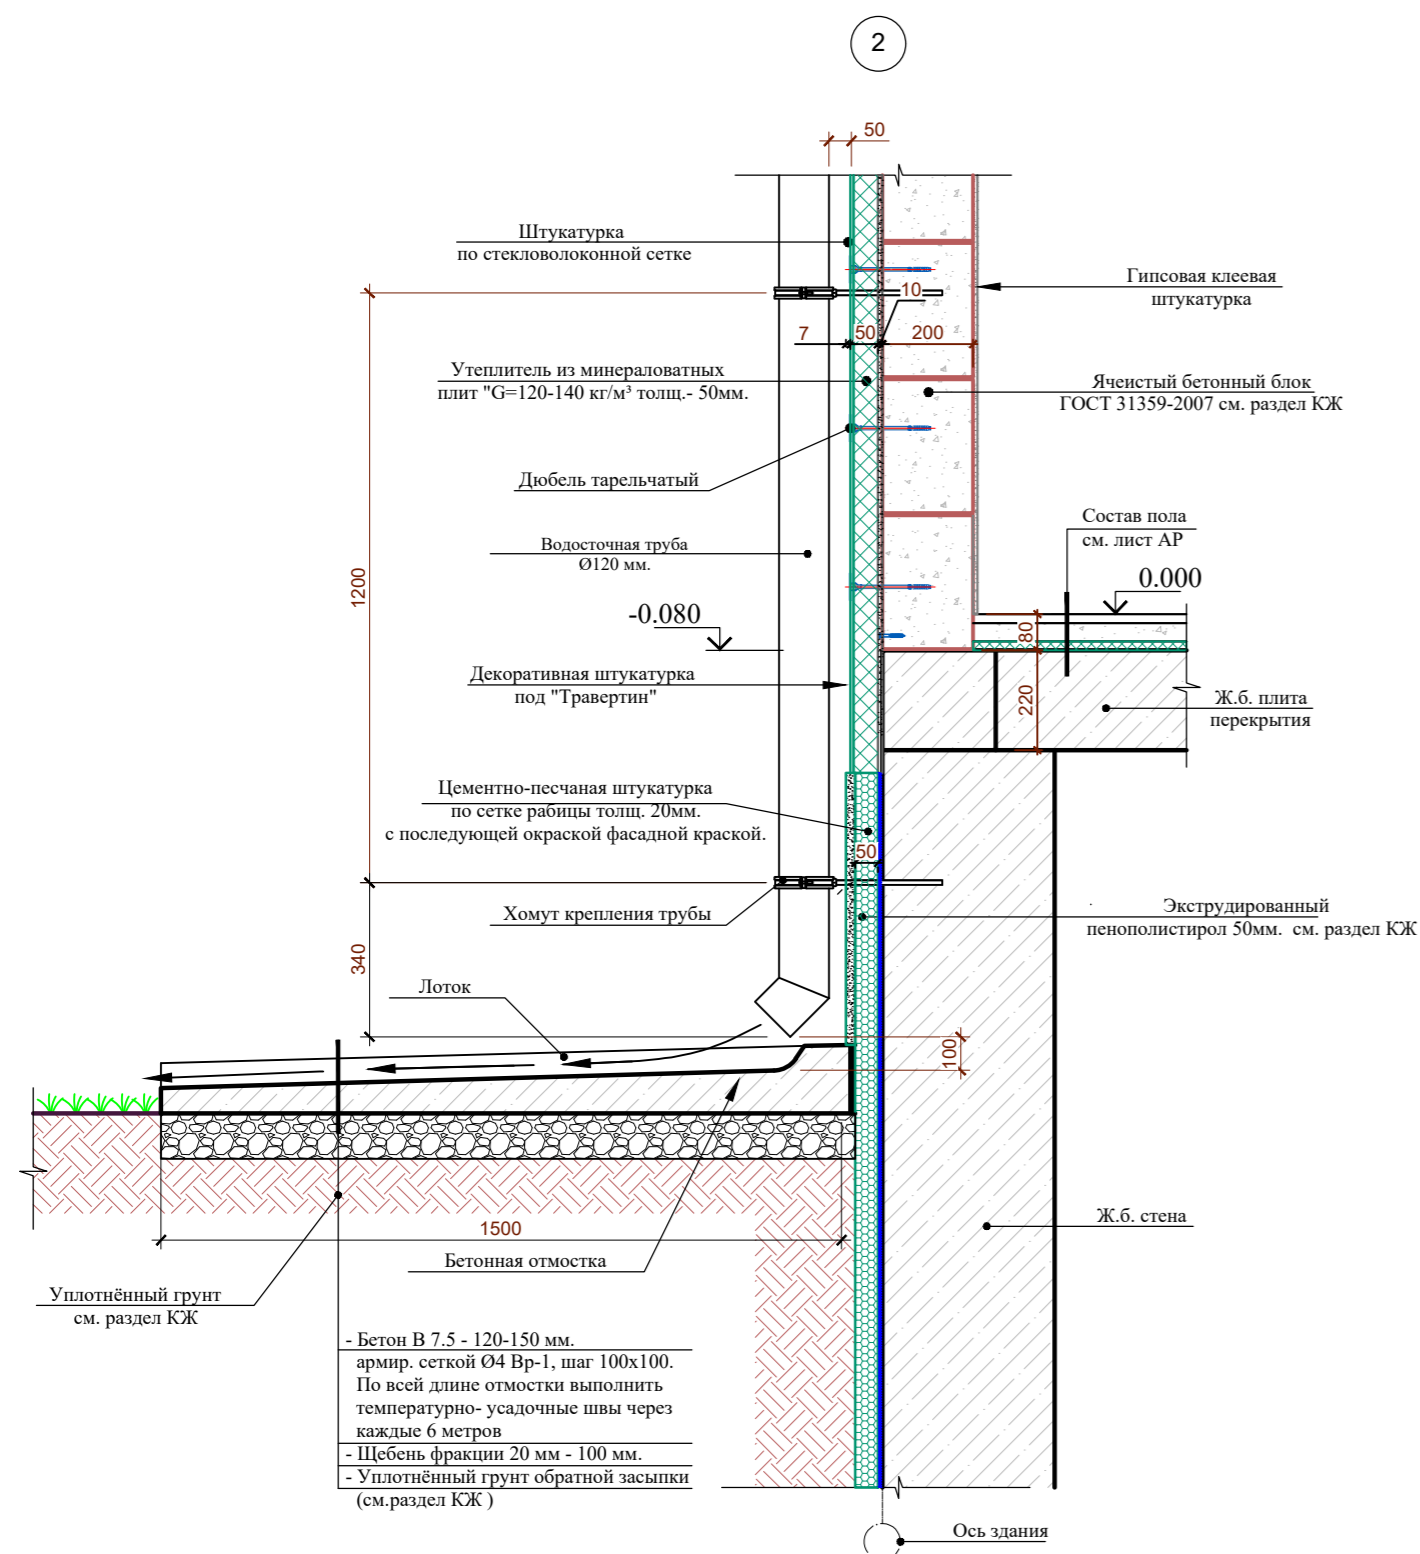 2
50
Штукатурка
по стекловолоконной сетке
Гипсовая клеевая
штукатурка
10
7
50
200
Утеплитель из минераловатных
плит "G=120-140 кг/м³ толщ.- 50мм.
Ячеистый бетонный блок
ГОСТ 31359-2007 см. раздел КЖ
Дюбель тарельчатый
Состав пола
см. лист АР
Водосточная труба
Ø120 мм.
0.000
1200
-0.080
80
Декоративная штукатурка
под "Травертин"
220
Ж.б. плита
перекрытия
Цементно-песчаная штукатурка
по сетке рабицы толщ. 20мм.
с последующей окраской фасадной краской.
50
Хомут крепления трубы
Экструдированный
пенополистирол 50мм. см. раздел КЖ
340
Лоток
100
1500
Ж.б. стена
Бетонная отмостка
Уплотнённый грунт
см. раздел КЖ
- Бетон В 7.5 - 120-150 мм.
армир. сеткой Ø4 Вр-1, шаг 100х100.
По всей длине отмостки выполнить
температурно- усадочные швы через
каждые 6 метров
- Щебень фракции 20 мм - 100 мм.
- Уплотнённый грунт обратной засыпки
(см.раздел КЖ )
Ось здания